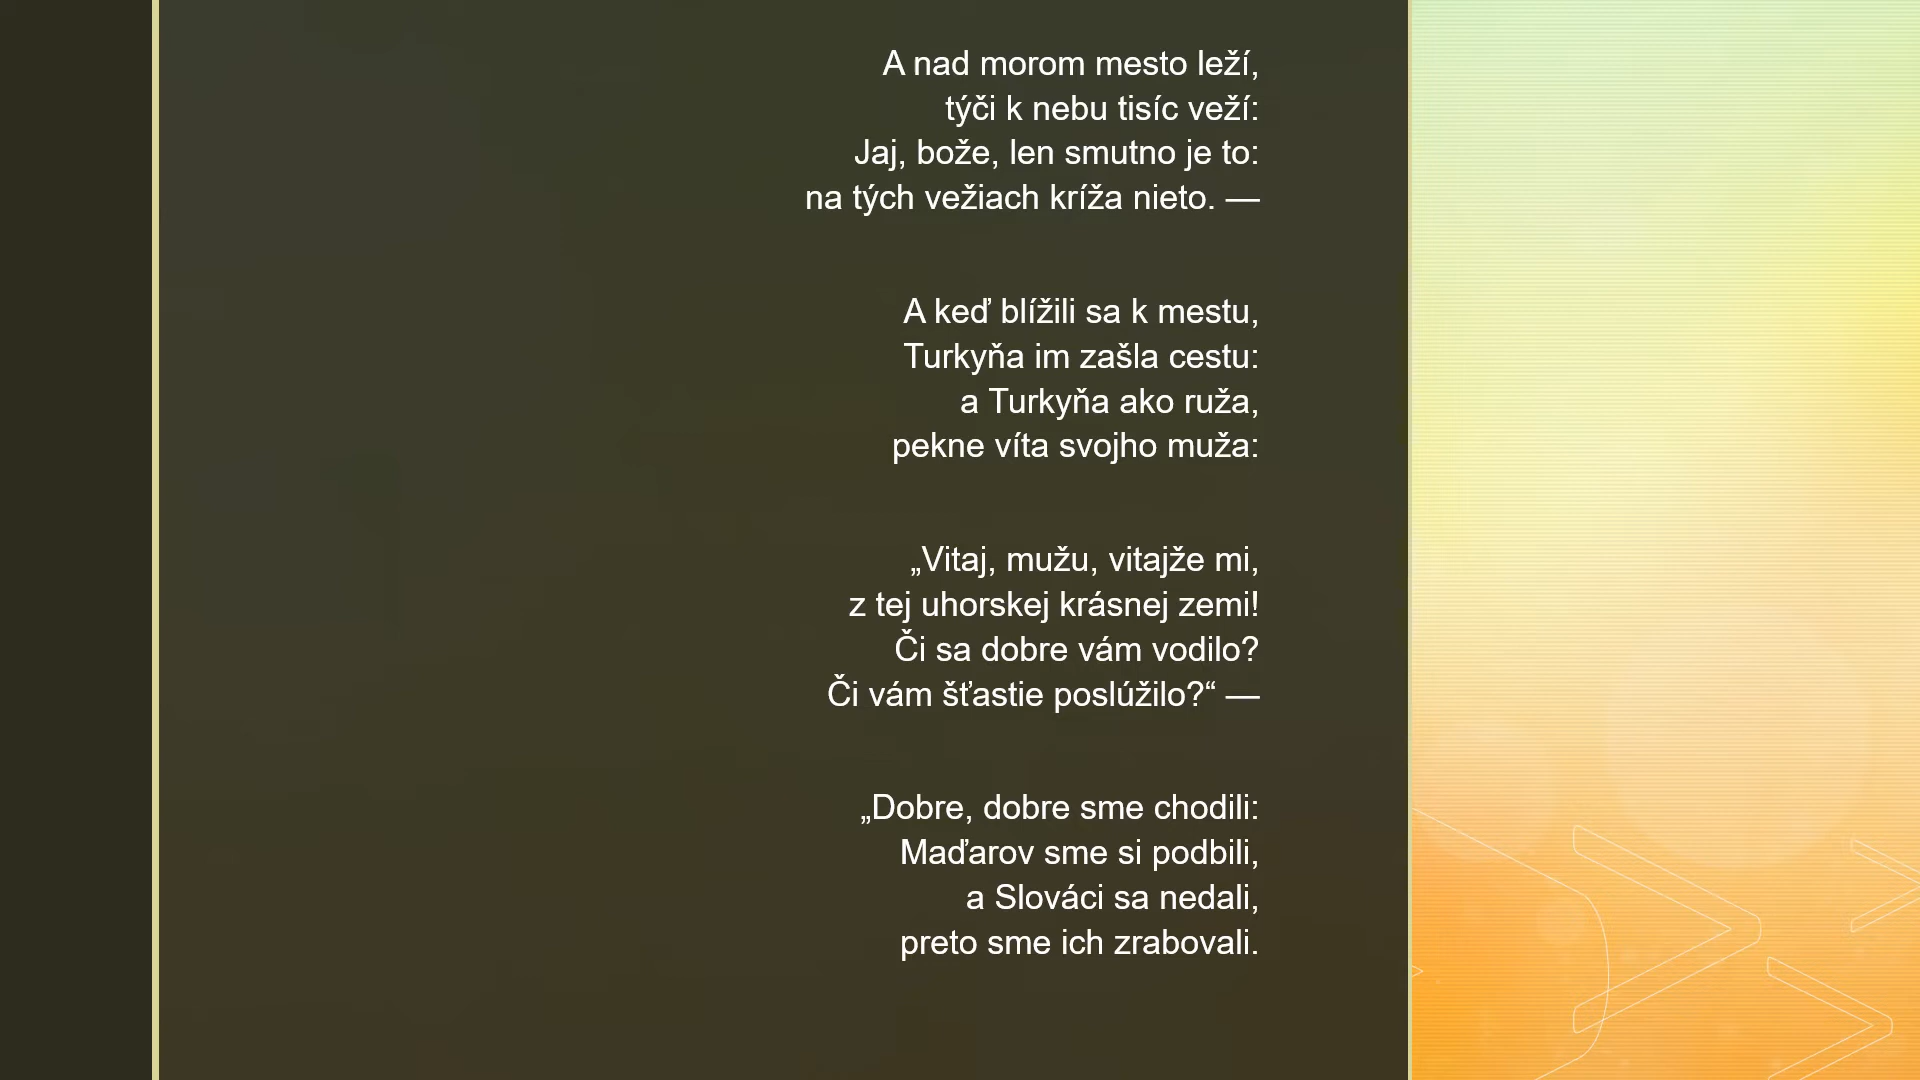 A nad morom mesto leží,
týči k nebu tisíc veží:
Jaj, bože, len smutno je to:
na tých vežiach kríža nieto. —
A keď blížili sa k mestu,
Turkyňa im zašla cestu:
a Turkyňa ako ruža,
pekne víta svojho muža:
„Vitaj, mužu, vitajže mi,
z tej uhorskej krásnej zemi!
Či sa dobre vám vodilo?
Či vám šťastie poslúžilo?“ —
„Dobre, dobre sme chodili:
Maďarov sme si podbili,
a Slováci sa nedali,
preto sme ich zrabovali.